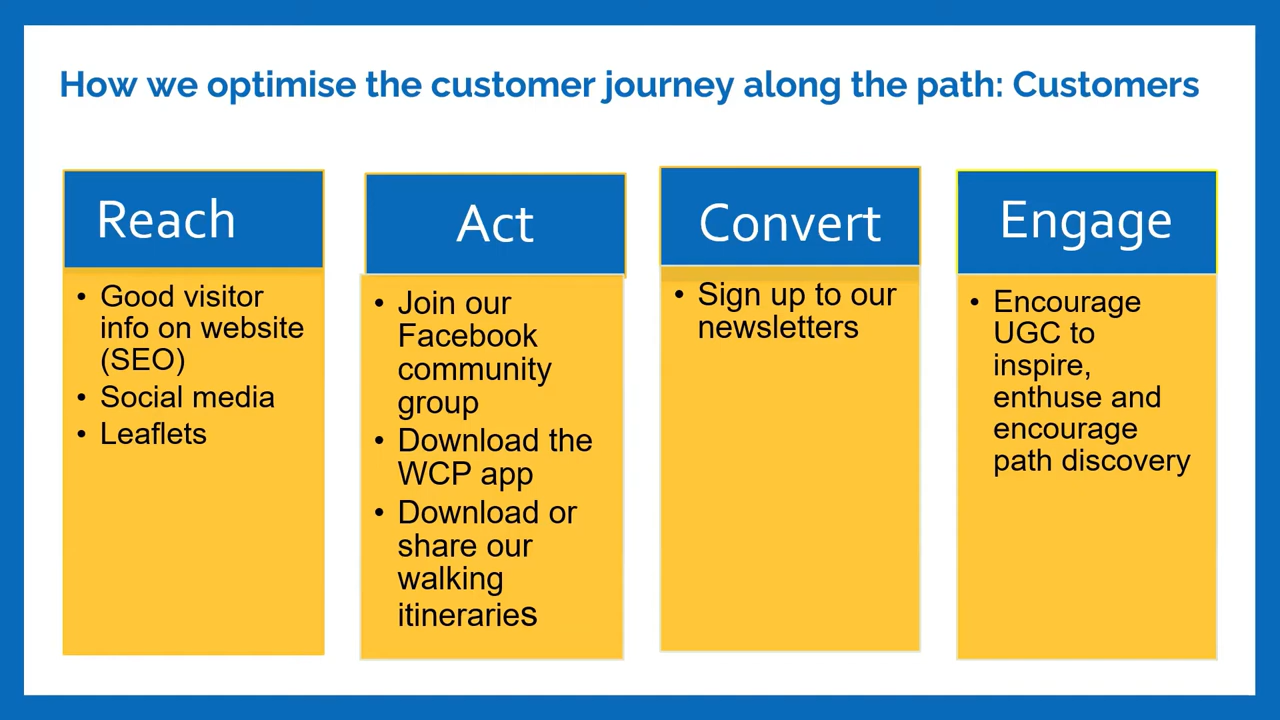 How we optimise the customer journey along the path: Customers
Reach
• Good visitor
info on website
(SEO)
• Social media
• Leaflets
Act
• Join our
Facebook
community
group
• Download the
WCP app
• Download or
share our
walking
itineraries
Convert
• Sign up to our
newsletters
Engage
• Encourage
UGC to
inspire,
enthuse and
encourage
path discovery